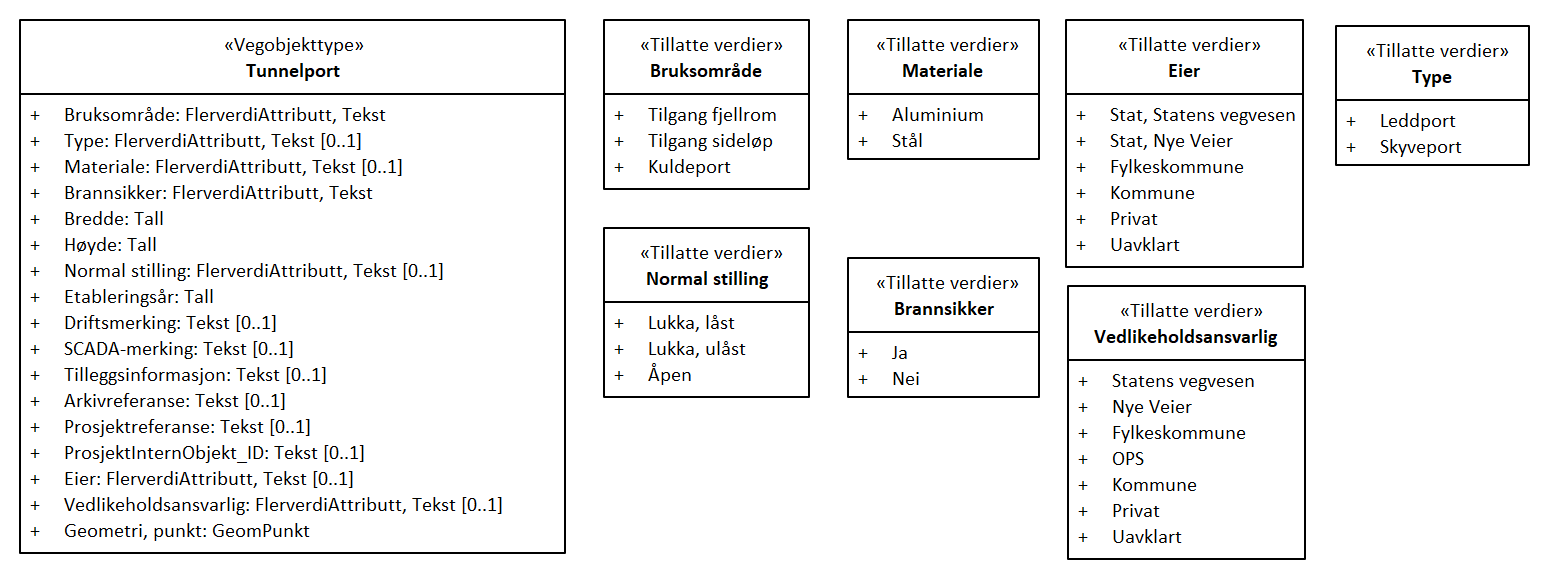 «Vegobjekttype»
Tunnelport
+ Bruksområde: FlerverdiAttributt, Tekst
+ Type: FlerverdiAttributt, Tekst [0..1]
+ Materiale: FlerverdiAttributt, Tekst [0..1]
+ Brannsikker: FlerverdiAttributt, Tekst
+ Bredde: Tall
+ Høyde: Tall
+ Normal stilling: FlerverdiAttributt, Tekst [0..1]
+ Etableringsår: Tall
+ Driftsmerking: Tekst [0..1]
+ SCADA-merking: Tekst [0..1]
+ Tilleggsinformasjon: Tekst [0..1]
+ Arkivreferanse: Tekst [0..1]
+ Prosjektreferanse: Tekst [0..1]
+ ProsjektInternObjekt_ID: Tekst [0..1]
+ Eier: FlerverdiAttributt, Tekst [0..1]
+ Vedlikeholdsansvarlig: FlerverdiAttributt, Tekst [0..1]
+ Geometri, punkt: GeomPunkt
«Tillatte verdier»
Bruksområde
+ Tilgang fjellrom
+ Tilgang sideløp
+ Kuldeport
«Tillatte verdier»
Normal stilling
+ Lukka, låst
+ Lukka, ulåst
+ Åpen
«Tillatte verdier»
Materiale
+ Aluminium
+ Stål
«Tillatte verdier»
Brannsikker
+ Ja
+ Nei
«Tillatte verdier»
Eier
+ Stat, Statens vegvesen
+ Stat, Nye Veier
+ Fylkeskommune
+ Kommune
+ Privat
+ Uavklart
«Tillatte verdier»
Vedlikeholdsansvarlig
+ Statens vegvesen
+ Nye Veier
+ Fylkeskommune
+ OPS
+ Kommune
+ Privat
+ Uavklart
«Tillatte verdier»
Type
+ Leddport
+ Skyveport